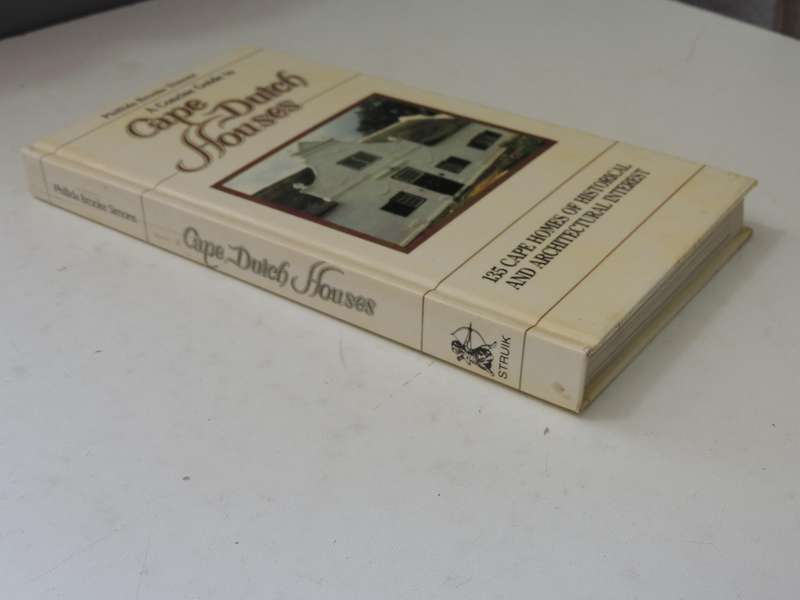 Phillida Brooke Simons
A Concise Guide to
Cape Dutch
Houses
135 CAPE HOMES OF HISTORICAL
AND ARCHITECTURAL INTEREST
Phillida Brooke Simons
Cape Dutch Houses
STRUIK